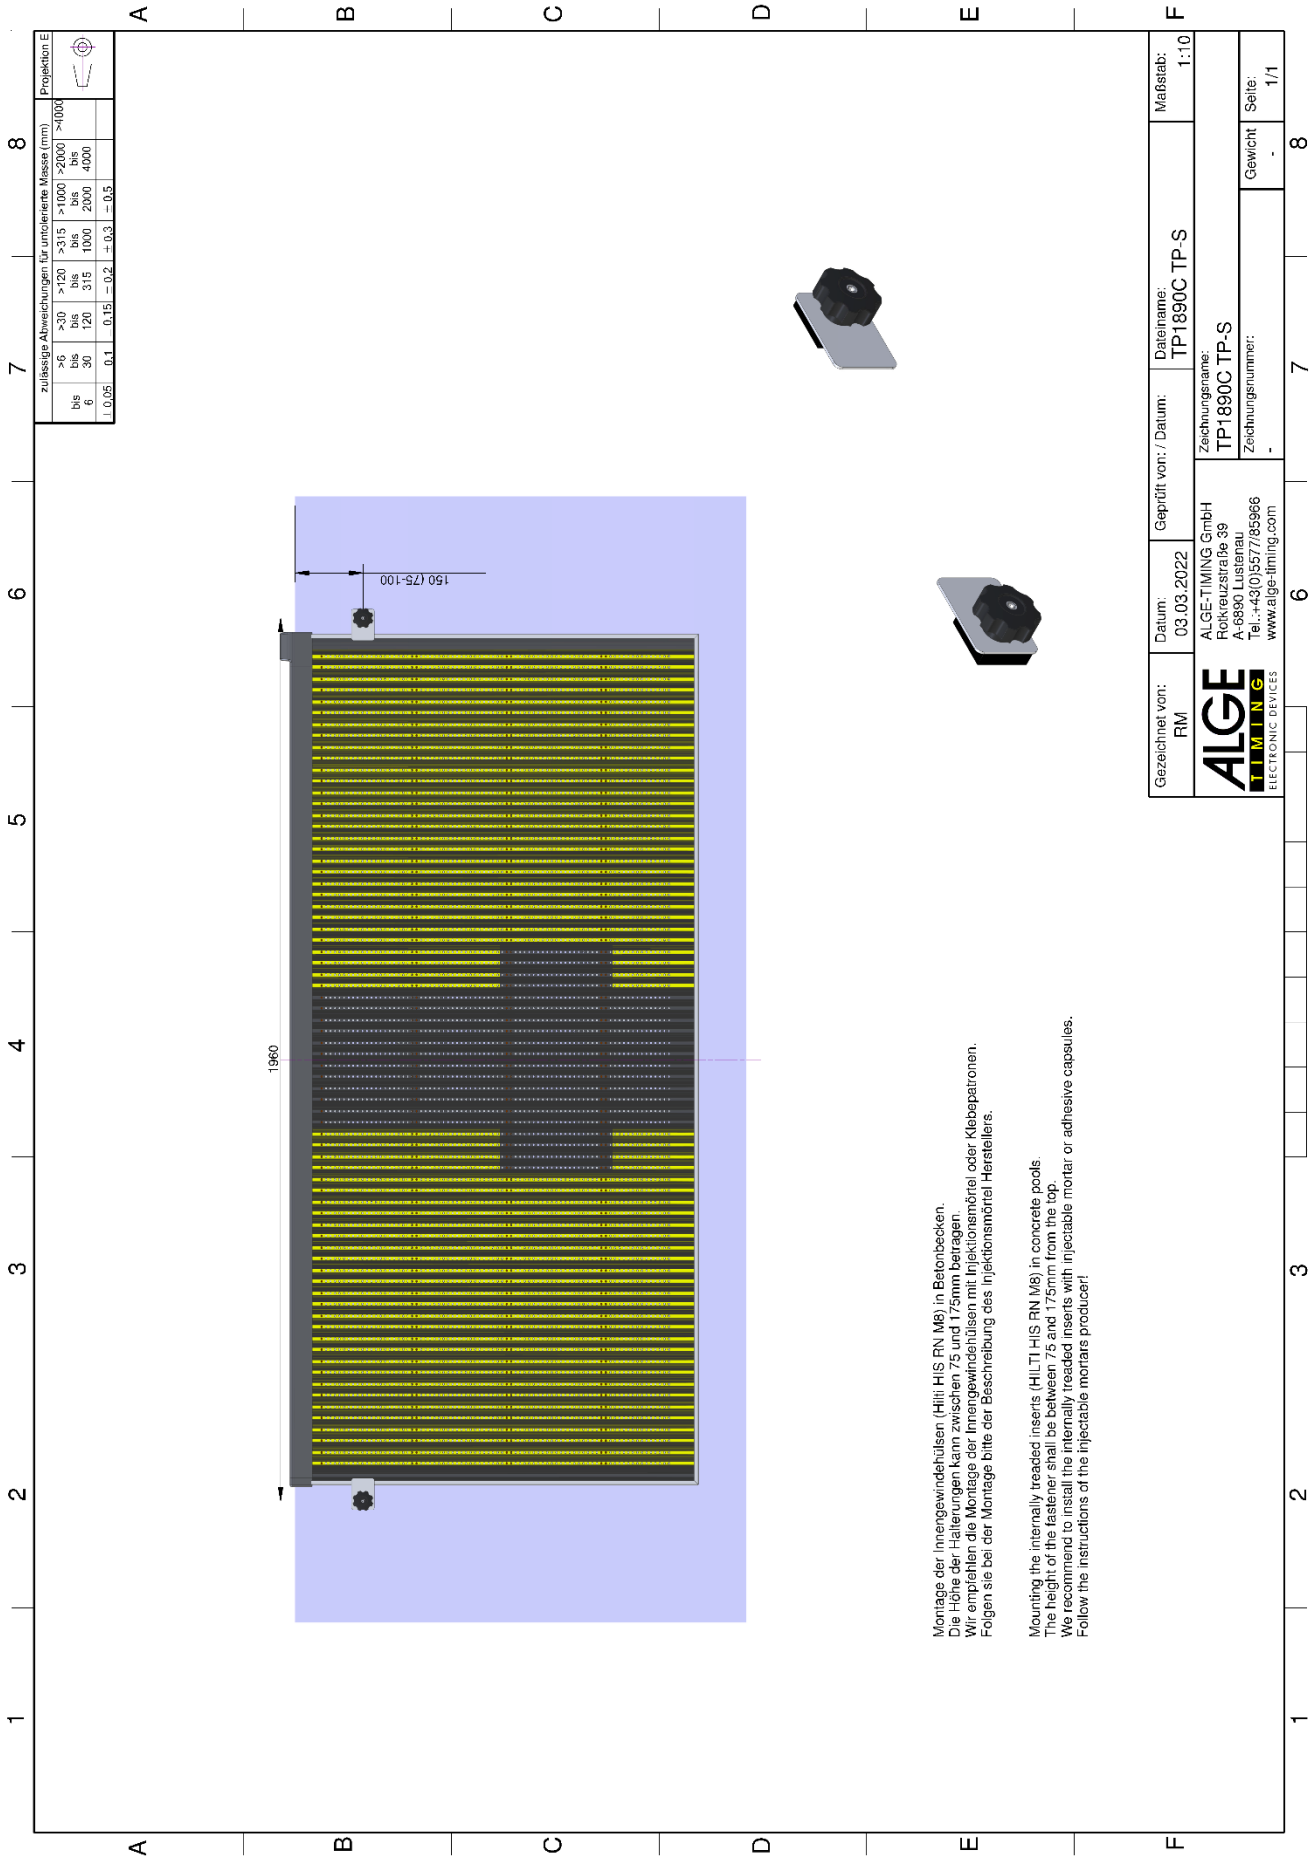 1 2 3 4 5 6 7 8
A
B
C
D
E
F
zulässige Abweichungen für untolerierte Masse (mm)
Projektion E
bis 6
>6 bis 30
>30 bis 120
>120 bis 315
>315 bis 1000
>1000 bis 2000
>2000 bis 4000
>4000
± 0,05
0,1
0,15
± 0,2
± 0,3
± 0,5
1960
150 (75-100
Montage der Innengewindehülsen (Hilti HIS RN M8) in Betonbecken.
Die Höhe der Halterungen kann zwischen 75 und 175mm betragen.
Wir empfehlen die Montage der Innengewindehülsen mit Injektionsmörtel oder Klebepatronen.
Folgen sie bei der Montage bitte der Beschreibung des Injektionsmörtel Herstellers.
Mounting the internally treaded inserts (HILTI HIS RN M8) in concrete pools.
The height of the fastener shall be between 75 and 175mm from the top.
We recommend to install the internally treaded inserts with injectable mortar or adhesive capsules.
Follow the instructions of the injectable mortars producer!
Gezeichnet von:
RM
Datum:
03.03.2022
Geprüft von: / Datum:
Dateiname:
TP1890C TP-S
Maßstab:
1:10
ALGE
TIMING
ELECTRONIC DEVICES
ALGE-TIMING GmbH
Rotkreuzstraße 39
A-6890 Lustenau
Tel.:+43(0)5577/85966
www.alge-timing.com
Zeichnungsname:
TP1890C TP-S
Zeichnungsnummer:
-
Gewicht
-
Seite:
1/1
1 2 3 4 5 6 7 8
A
B
C
D
E
F